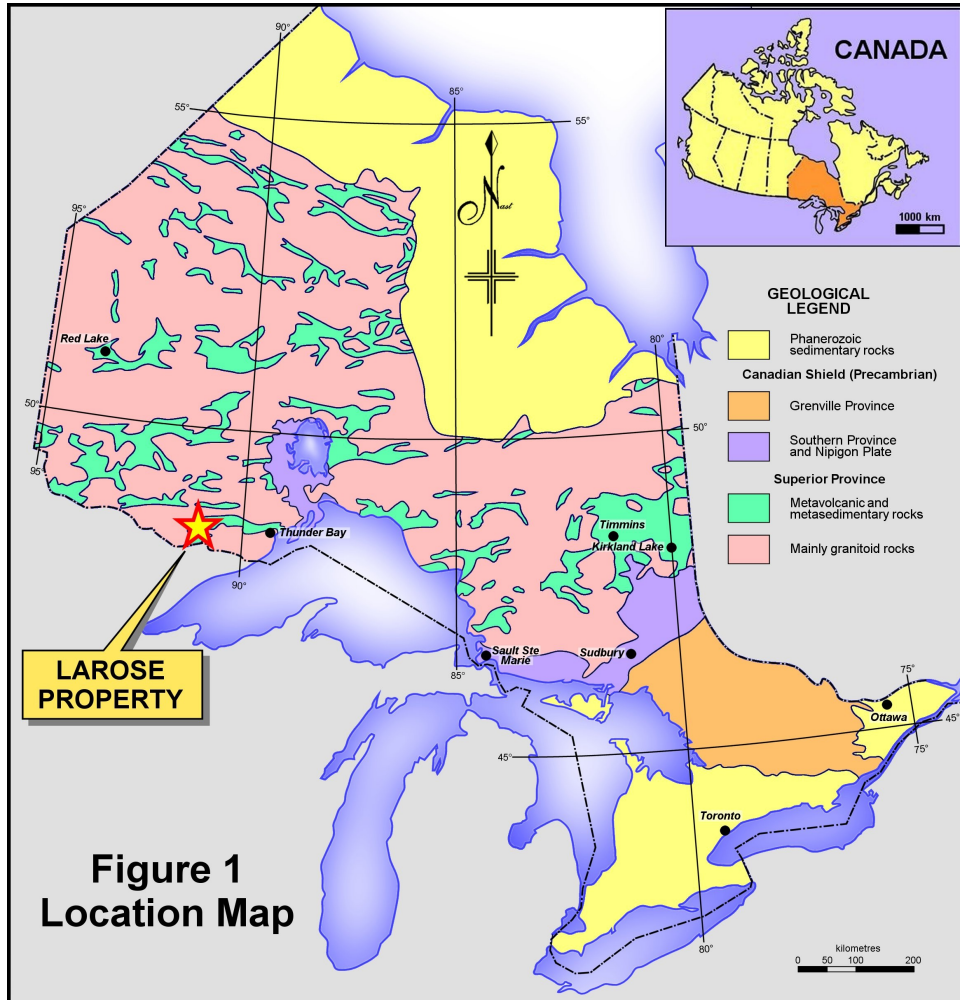 90°
85°
55°
55°
Nast
95°
Red Lake
80°
50°
50°
95
Timmins
Kirkland Lake
Thunder Bay
90°
Sault Ste
Marie
Sudbury
85°
75°
Ottawa
45°
75°
45°
Toronto
80°
LAROSE
PROPERTY
Figure 1
Location Map
CANADA
1000 km
GEOLOGICAL
LEGEND
Phanerozoic
sedimentary rocks
Canadian Shield (Precambrian)
Grenville Province
Southern Province
and Nipigon Plate
Superior Province
Metavolcanic and
metasedimentary rocks
Mainly granitoid rocks
kilometres
0 50 100 200